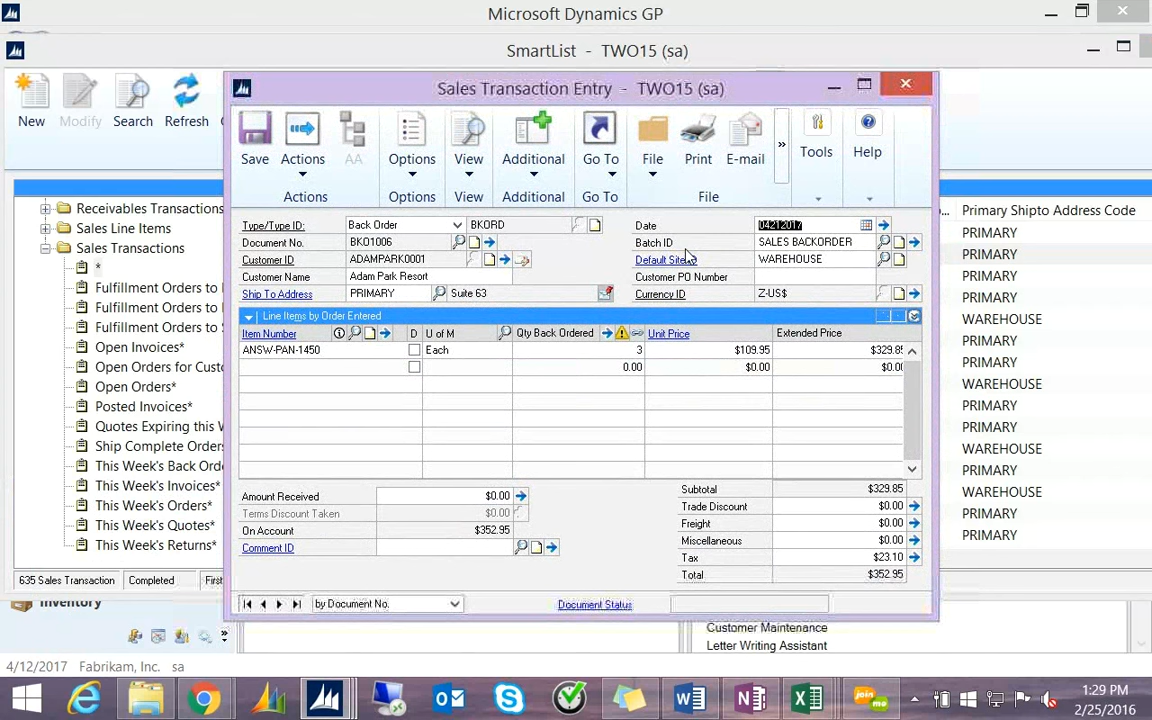 Microsoft Dynamics GP
SmartList - TWO15 (sa)
New Modify Search Refresh
Receivables Transactions
Sales Line Items
Sales Transactions
*
Fulfillment Orders to
Fulfillment Orders to
Fulfillment Orders to
Open Invoices*
Open Orders for Cust
Open Orders*
Posted Invoices*
Quotes Expiring this
Ship Complete Orders
This Week's Back Orde
This Week's Invoices*
This Week's Orders*
This Week's Quotes*
This Week's Returns*
635 Sales Transaction Completed First
Sales Transaction Entry - TWO15 (sa)
Save Actions AA Options View Additional Go To File Print E-mail » Tools Help
Actions Options View Additional Go To File
Type/Type ID: Back Order BKORD
Document No. BKO1006
Customer ID ADAMPARK0001
Customer Name Adam Park Resort
Ship To Address PRIMARY Suite 63
Date 04212017
Batch ID SALES BACKORDER
Default Site WAREHOUSE
Customer PO Number
Currency ID Z-US$
Line Items by Order Entered
Item Number D U of M Qty Back Ordered Unit Price Extended Price
ANSW-PAN-1450 Each 3 $109.95 $329.85
0.00 $0.00 $0.00
Amount Received $0.00
Terms Discount Taken $0.00
On Account $352.95
Comment ID
Subtotal $329.85
Trade Discount $0.00
Freight $0.00
Miscellaneous $0.00
Tax $23.10
Total $352.95
by Document No. Document Status
Primary Shipto Address Code
PRIMARY
PRIMARY
PRIMARY
PRIMARY
WAREHOUSE
PRIMARY
PRIMARY
WAREHOUSE
PRIMARY
PRIMARY
WAREHOUSE
PRIMARY
WAREHOUSE
PRIMARY
PRIMARY
Inventory
Customer Maintenance
Letter Writing Assistant
4/12/2017 Fabrikam, Inc. sa
join me
1:29 PM
2/25/2016